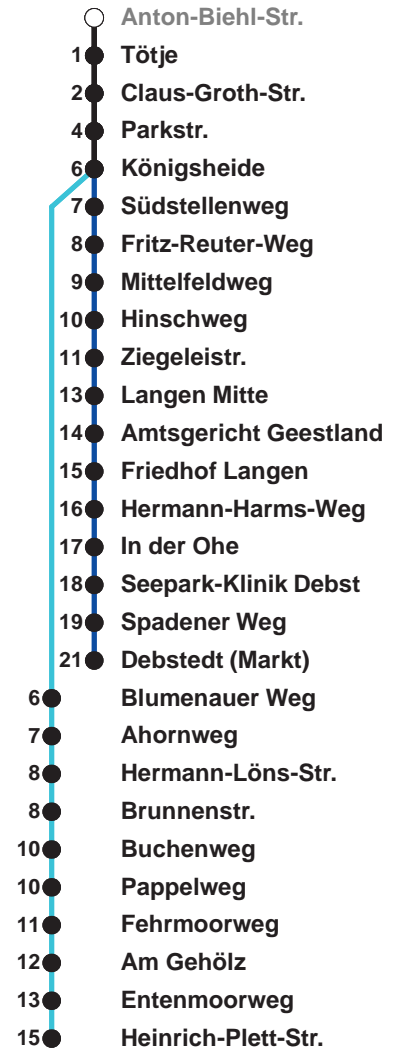 Anton-Biehl-Str.
1 Tötje
2 Claus-Groth-Str.
4 Parkstr.
6 Königsheide
7 Südstellenweg
8 Fritz-Reuter-Weg
9 Mittelfeldweg
10 Hinschweg
11 Ziegeleistr.
13 Langen Mitte
14 Amtsgericht Geestland
15 Friedhof Langen
16 Hermann-Harms-Weg
17 In der Ohe
18 Seepark-Klinik Debst
19 Spadener Weg
21 Debstedt (Markt)
6 Blumenauer Weg
7 Ahornweg
8 Hermann-Löns-Str.
8 Brunnenstr.
10 Buchenweg
10 Pappelweg
11 Fehrmoorweg
12 Am Gehölz
13 Entenmoorweg
15 Heinrich-Plett-Str.